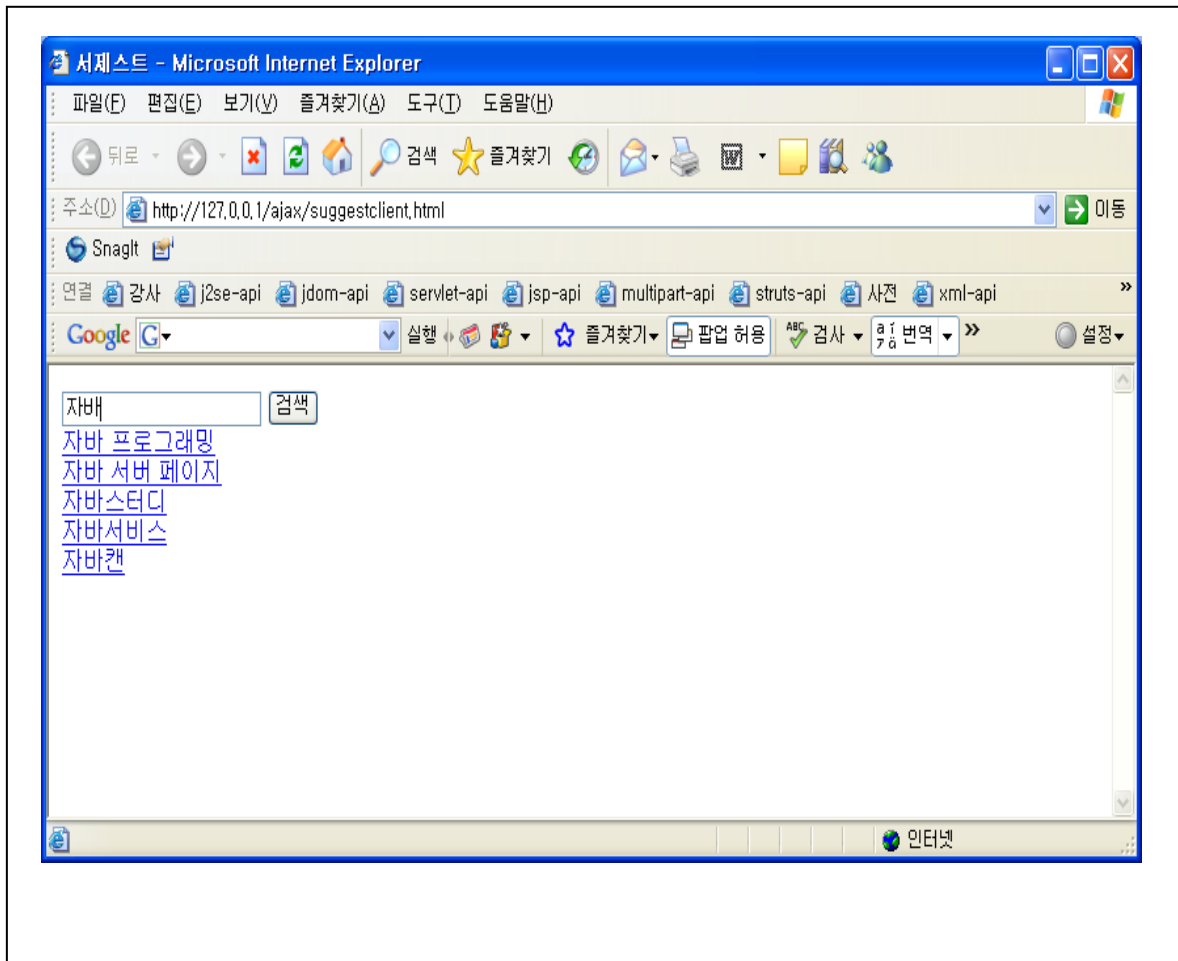 서제스트 - Microsoft Internet Explorer
파일(F) 편집(E) 보기(V) 즐겨찾기(A) 도구(T) 도움말(H)
뒤로 검색 즐겨찾기
주소(D) http://127.0.0.1/ajax/suggestclient.html 이동
SnagIt
연결 강사 j2se-api jdom-api servlet-api jsp-api multipart-api struts-api 사전 xml-api »
Google G 실행 즐겨찾기 팝업 허용 ABC 검사 번역 » 설정
자바 검색
자바 프로그래밍
자바 서버 페이지
자바스터디
자바서비스
자바캔
인터넷